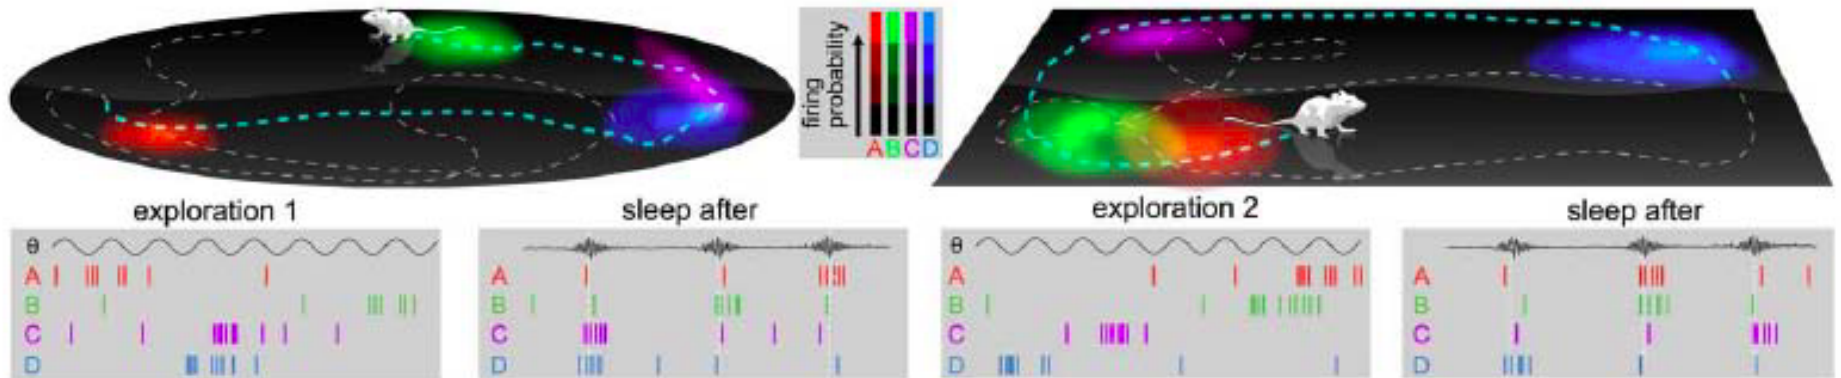 firing
probability
A B C D
exploration 1
sleep after
exploration 2
sleep after
θ
A
B
C
D
A
B
C
D
θ
A
B
C
D
A
B
C
D